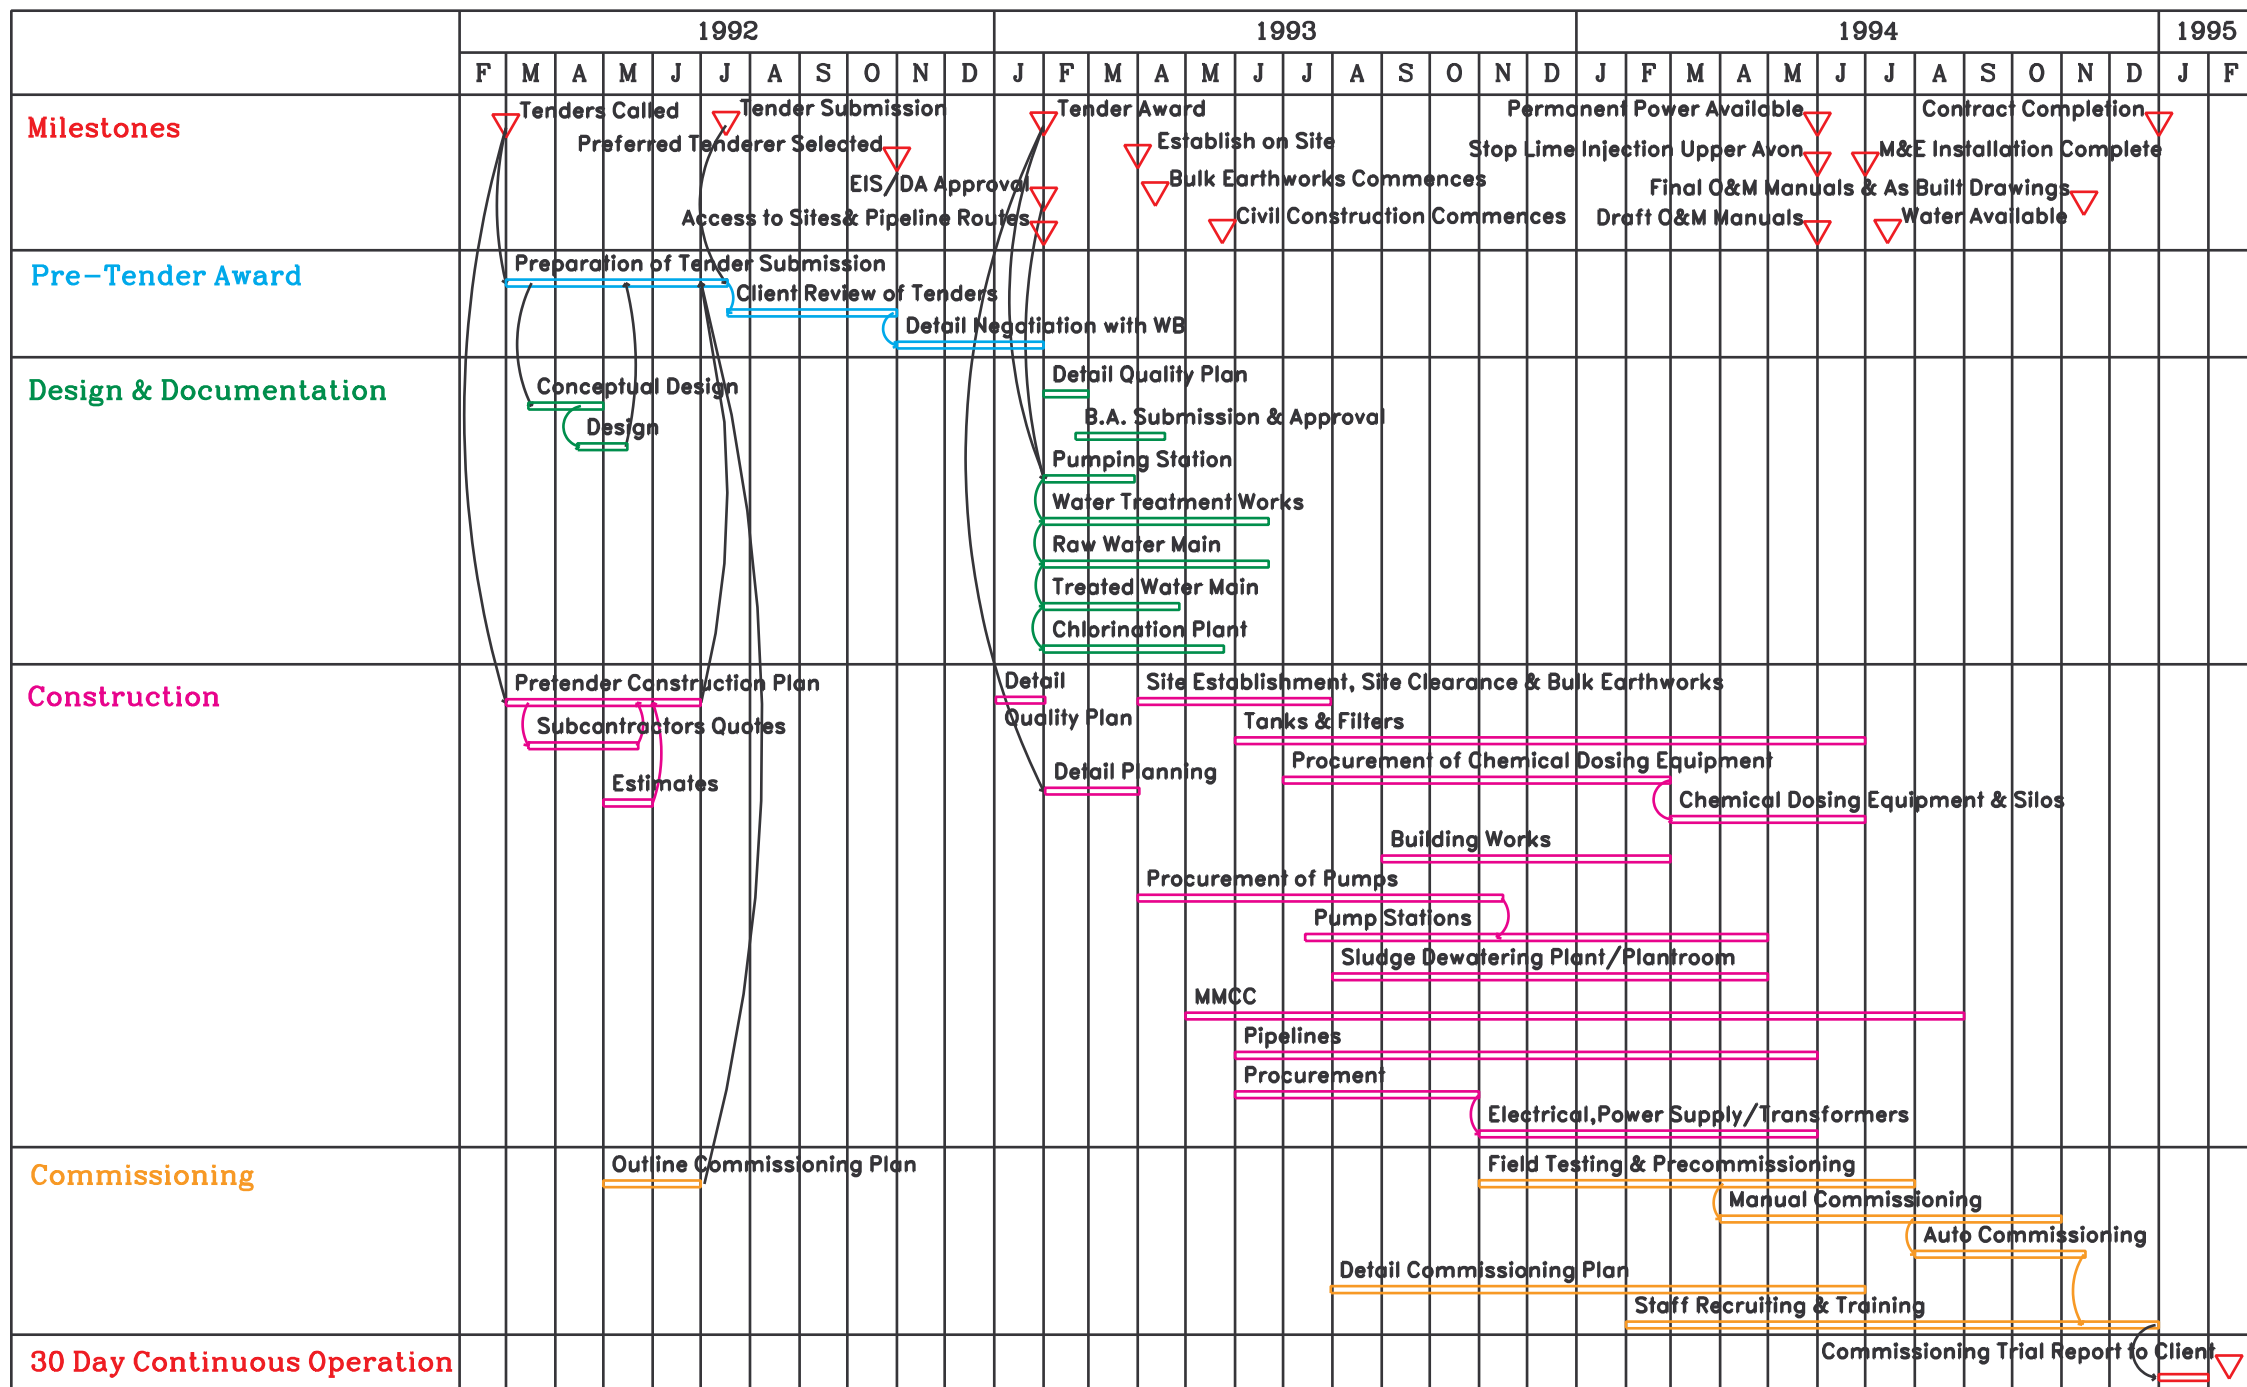 1992 1993 1994 1995
F M A M J J A S O N D J F M A M J J A S O N D J F M A M J J A S O N D J F
Milestones
Tenders Called
Tender Submission
Tender Award
Permanent Power Available
Contract Completion
Preferred Tenderer Selected
Establish on Site
Stop Lime Injection Upper Avon
M&E Installation Complete
EIS/DA Approval
Bulk Earthworks Commences
Final O&M Manuals & As Built Drawings
Access to Sites& Pipeline Routes
Civil Construction Commences
Draft O&M Manuals
Water Available
Pre-Tender Award
Preparation of Tender Submission
Client Review of Tenders
Detail Negotiation with WB
Design & Documentation
Detail Quality Plan
Conceptual Design
B.A. Submission & Approval
Design
Pumping Station
Water Treatment Works
Raw Water Main
Treated Water Main
Chlorination Plant
Construction
Pretender Construction Plan
Detail
Quality Plan
Site Establishment, Site Clearance & Bulk Earthworks
Subcontractors Quotes
Tanks & Filters
Estimates
Detail Planning
Procurement of Chemical Dosing Equipment
Chemical Dosing Equipment & Silos
Building Works
Procurement of Pumps
Pump Stations
Sludge Dewatering Plant/Plantroom
MMCC
Pipelines
Procurement
Electrical,Power Supply/Transformers
Commissioning
Outline Commissioning Plan
Field Testing & Precommissioning
Manual Commissioning
Auto Commissioning
Detail Commissioning Plan
Staff Recruiting & Training
30 Day Continuous Operation
Commissioning Trial Report to Client